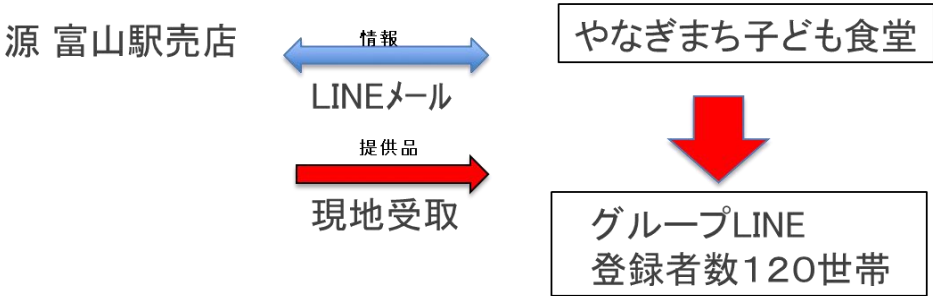 源 富山駅売店
情報
LINEメール
提供品
現地受取
やなぎまち子ども食堂
グループLINE
登録者数120世帯